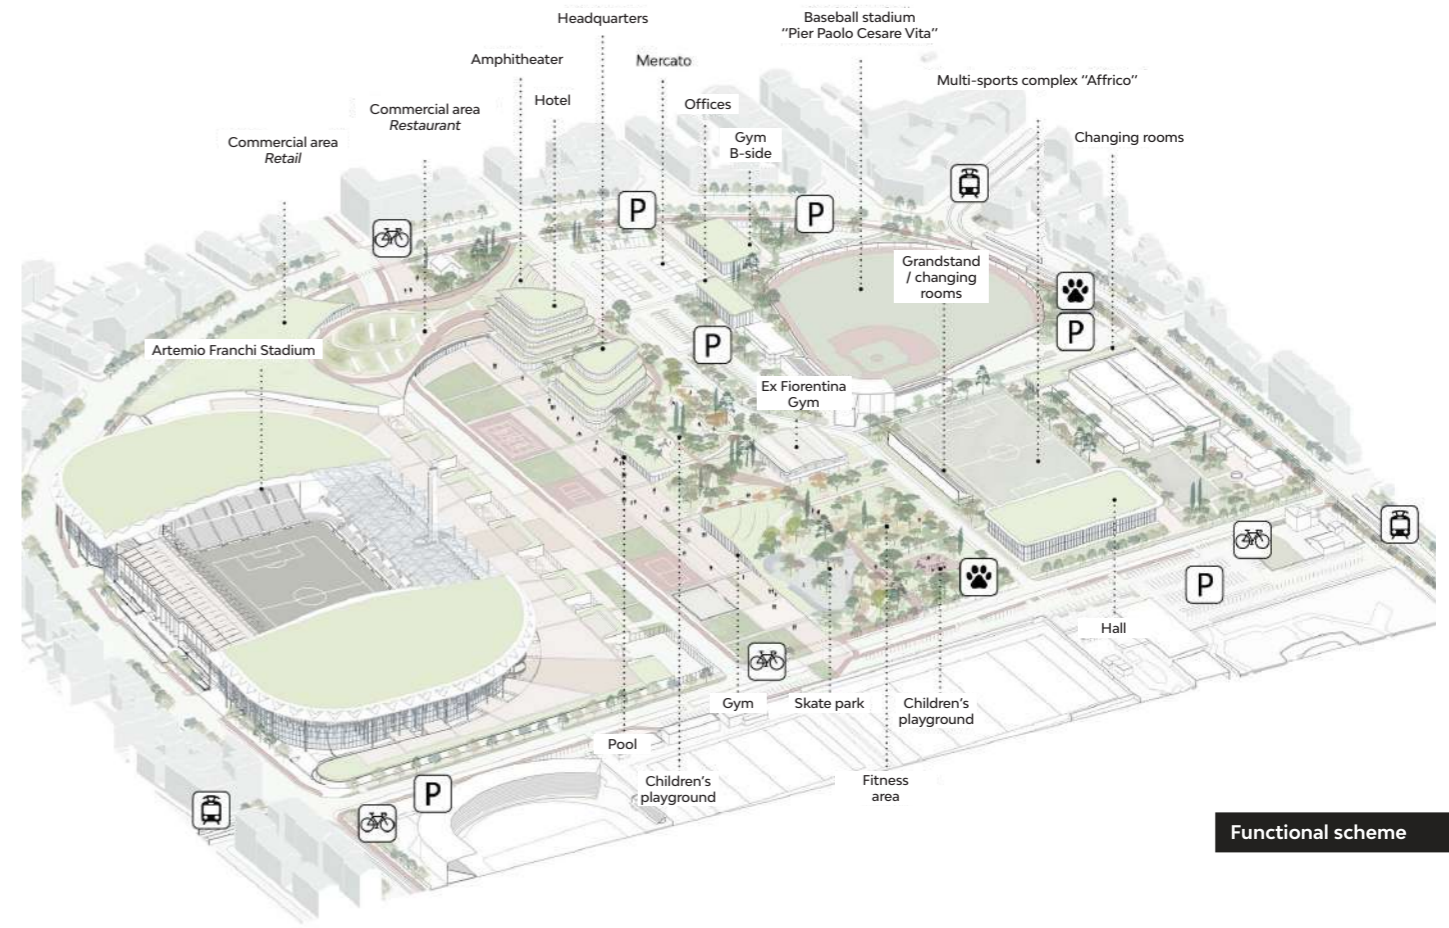 Headquarters
Baseball stadium
“Pier Paolo Cesare Vita”
Amphitheater
Mercato
Multi-sports complex “Affrico”
Hotel
Offices
Commercial area
Restaurant
Commercial area
Retail
Gym
B-side
Changing rooms
P
P
Grandstand
/ changing
rooms
P
P
Artemio Franchi Stadium
Ex Fiorentina
Gym
P
Hall
Gym
Skate park
Children's
playground
Pool
Children's
playground
Fitness
area
P
Functional scheme